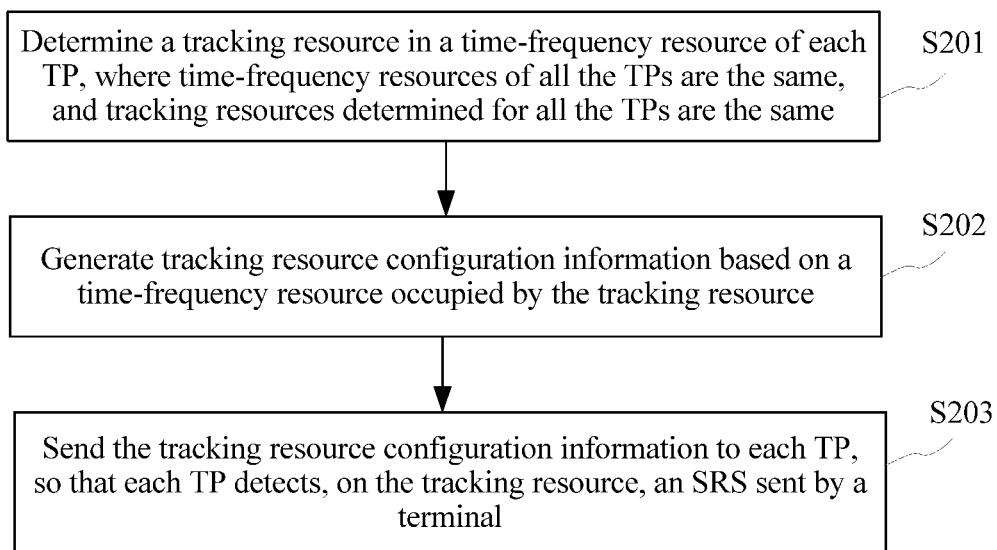 Determine a tracking resource in a time-frequency resource of each
TP, where time-frequency resources of all the TPs are the same,
and tracking resources determined for all the TPs are the same
S201
Generate tracking resource configuration information based on a
time-frequency resource occupied by the tracking resource
S202
Send the tracking resource configuration information to each TP,
so that each TP detects, on the tracking resource, an SRS sent by a
terminal
S203